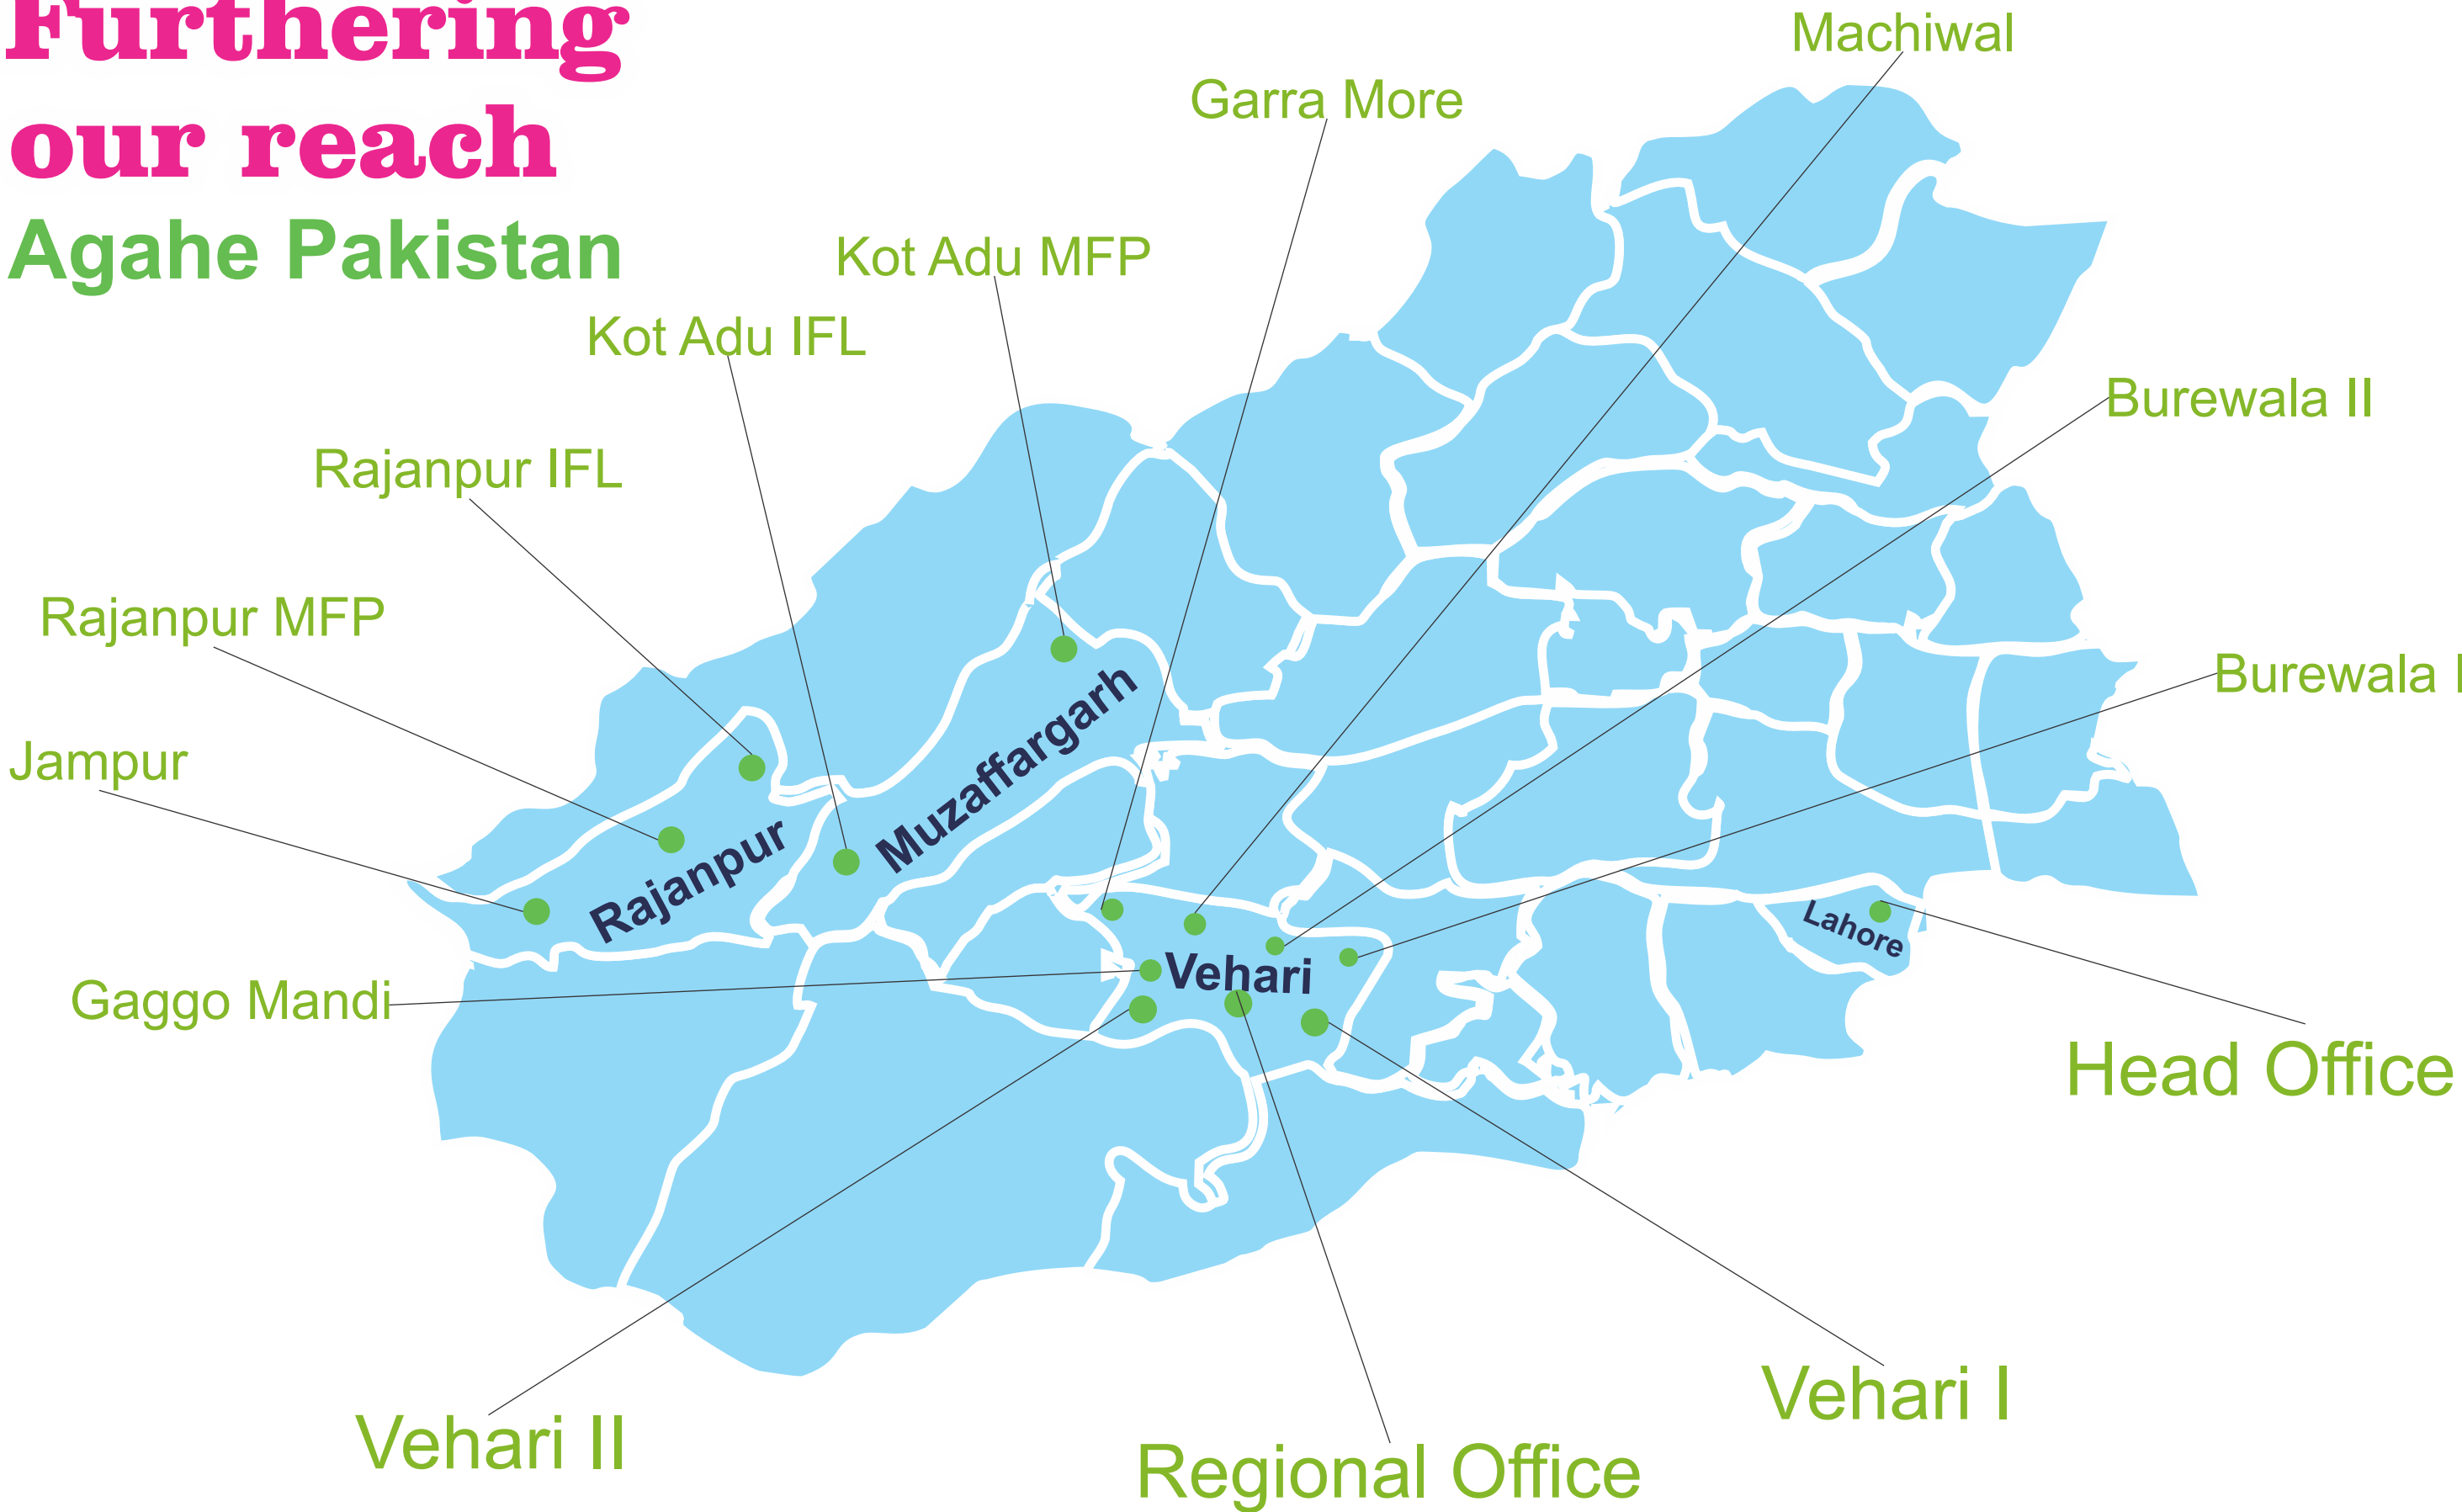 Furthering
our reach
Agahe Pakistan
Machiwal
Garra More
Kot Adu MFP
Kot Adu IFL
Burewala II
Rajanpur IFL
Rajanpur MFP
Burewala I
Jampur
Muzaffargarh
Rajanpur
Lahore
Vehari
Gaggo Mandi
Head Office
Vehari I
Vehari II
Regional Office